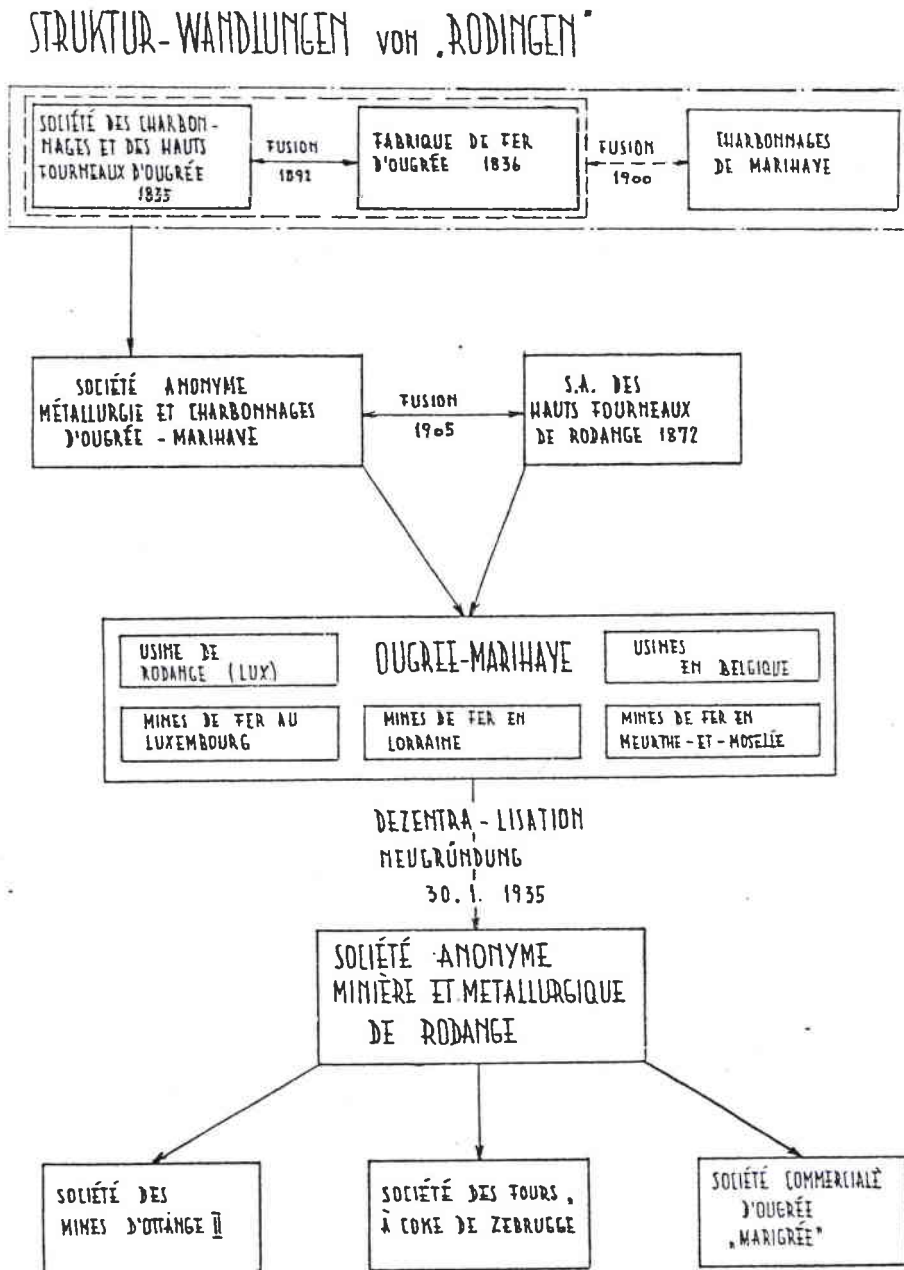 STRUKTUR-WANDLUNGEN VON „RODINGEN"
SOCIÉTÉ DES CHARBON-
NAGES ET DES HAUTS
FOURNEAUX D'OUGRÉE
1835
FUSION
1892
FABRIQUE DE FER
D'OUGRÉE 1836
FUSION
1900
CHARBONNAGES
DE MARIHAYE
SOCIÉTÉ ANONYME
MÉTALLURGIE ET CHARBONNAGES
D'OUGRÉE - MARIHAYE
FUSION
1905
S.A. DES
HAUTS FOURNEAUX
DE RODANGE 1872
USINE DE
RODANGE (LUX)
OUGREE-MARIHAYE
USINES
EN BELGIQUE
MINES DE FER AU
LUXEMBOURG
MINES DE FER EN
LORRAINE
MINES DE FER EN
MEURTHE-ET-MOSELLE
DEZENTRA-LISATION
NEUGRÜNDUNG
30. 1. 1935
SOCIÉTÉ ANONYME
MINIÈRE ET METALLURGIQUE
DE RODANGE
SOCIÉTÉ DES
MINES D'OTTANGE II
SOCIÉTÉ DES FOURS
À COKE DE ZEBRUGGE
SOCIÉTÉ COMMERCIALE
D'OUGRÉE
„MARIGRÉE"